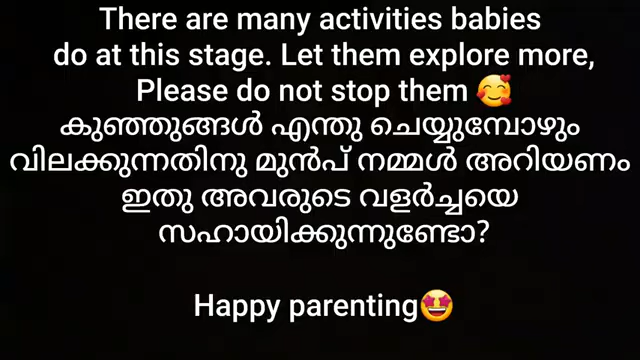 There are many activities babies
do at this stage. Let them explore more,
Please do not stop them 🥰
കുഞ്ഞുങ്ങൾ എന്തു ചെയ്യുമ്പോഴും
വിലക്കുന്നതിനു മുൻപ് നമ്മൾ അറിയണം
ഇതു അവരുടെ വളർച്ചയെ
സഹായിക്കുന്നുണ്ടോ?
Happy parenting🤩